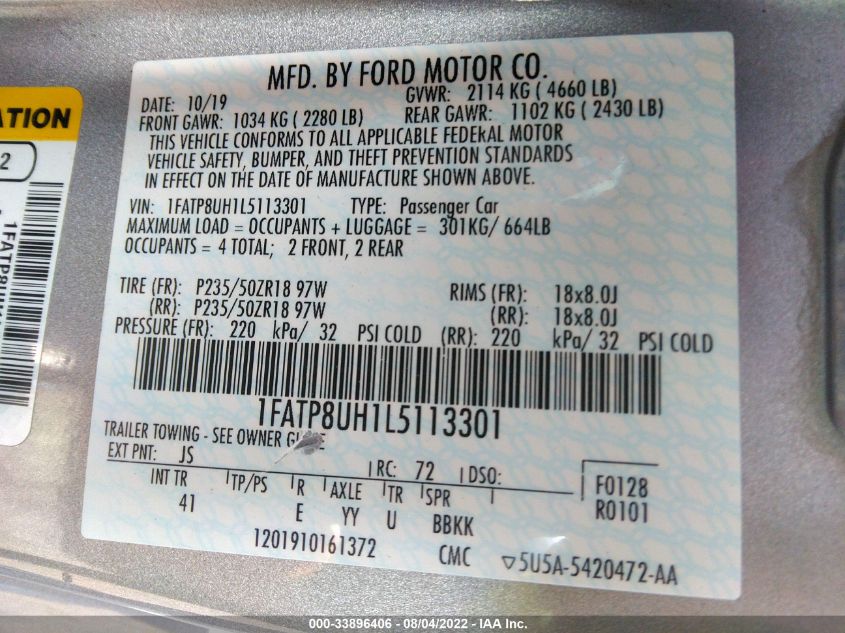 MFD. BY FORD MOTOR CO.
DATE: 10/19 GVWR: 2114 KG ( 4660 LB)
FRONT GAWR: 1034 KG ( 2280 LB) REAR GAWR: 1102 KG ( 2430 LB)
THIS VEHICLE CONFORMS TO ALL APPLICABLE FEDERAL MOTOR
VEHICLE SAFETY, BUMPER, AND THEFT PREVENTION STANDARDS
IN EFFECT ON THE DATE OF MANUFACTURE SHOWN ABOVE.
VIN: 1FATP8UH1L5113301 TYPE: Passenger Car
MAXIMUM LOAD = OCCUPANTS + LUGGAGE = 301KG/ 664LB
OCCUPANTS = 4 TOTAL; 2 FRONT, 2 REAR
TIRE (FR): P235/50ZR18 97W RIMS (FR): 18x8.0J
(RR): P235/50ZR18 97W (RR): 18x8.0J
PRESSURE (FR): 220 kPa/ 32 PSI COLD (RR): 220 kPa/ 32 PSI COLD
1FATP8UH1L5113301
TRAILER TOWING - SEE OWNER GUIDE
EXT PNT: JS RC: 72 DSO:
INT TR TP/PS R AXLE TR SPR F0128
41 E YY U BBKK R0101
1201910161372 CMC ▽5U5A-5420472-AA
ATION
2
1FATP8UH1
000-33896406 - 08/04/2022 - IAA Inc.